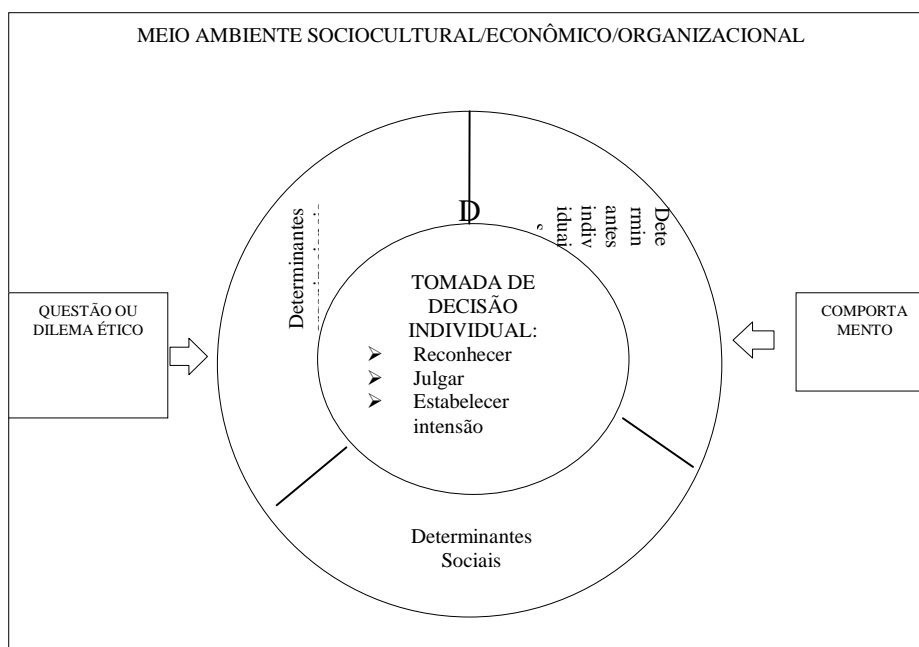 MEIO AMBIENTE SOCIOCULTURAL/ECONÔMICO/ORGANIZACIONAL
QUESTÃO OU
DILEMA ÉTICO
Determinantes
D
Dete
rmin
antes
indiv
iduai
TOMADA DE
DECISÃO
INDIVIDUAL:
➢ Reconhecer
➢ Julgar
➢ Estabelecer
intensão
COMPORTA
MENTO
Determinantes
Sociais